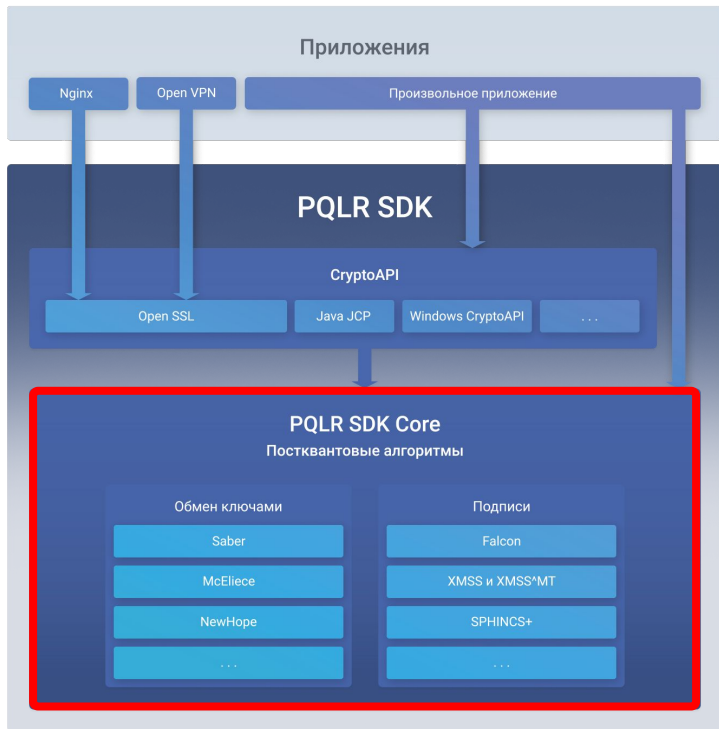 Приложения
Nginx
Open VPN
Произвольное приложение
PQLR SDK
CryptoAPI
Open SSL
Java JCP
Windows CryptoAPI
. . .
PQLR SDK Core
Постквантовые алгоритмы
Обмен ключами
Saber
McEliece
NewHope
. . .
Подписи
Falcon
XMSS и XMSS^MT
SPHINCS+
. . .